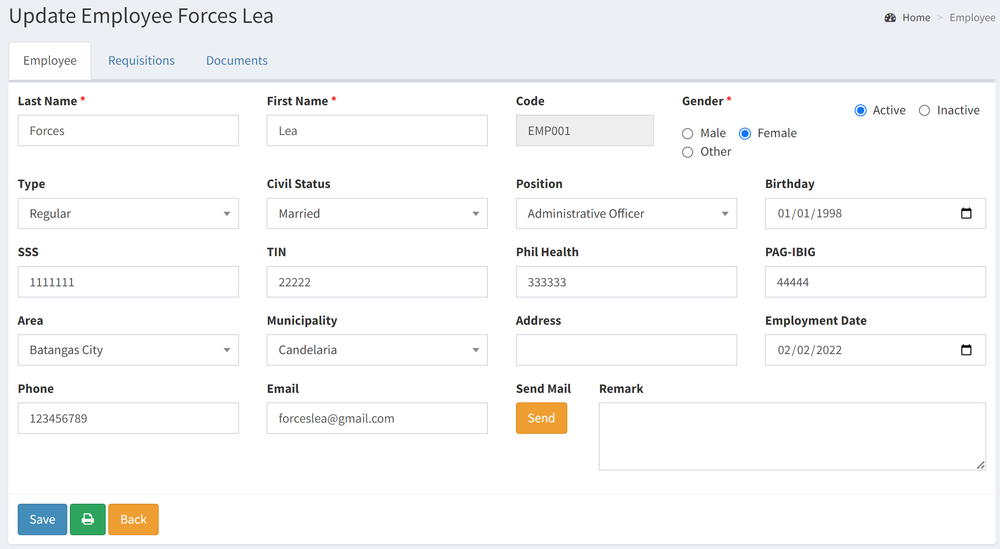 Update Employee Forces Lea
Home > Employee
Employee Requisitions Documents
Last Name * First Name * Code Gender *
Active Inactive
Forces Lea EMP001
Male Female
Other
Type Civil Status Position Birthday
Regular Married Administrative Officer 01/01/1998
SSS TIN Phil Health PAG-IBIG
1111111 22222 333333 44444
Area Municipality Address Employment Date
Batangas City Candelaria 02/02/2022
Phone Email Send Mail Remark
123456789 forceslea@gmail.com Send
Save Back